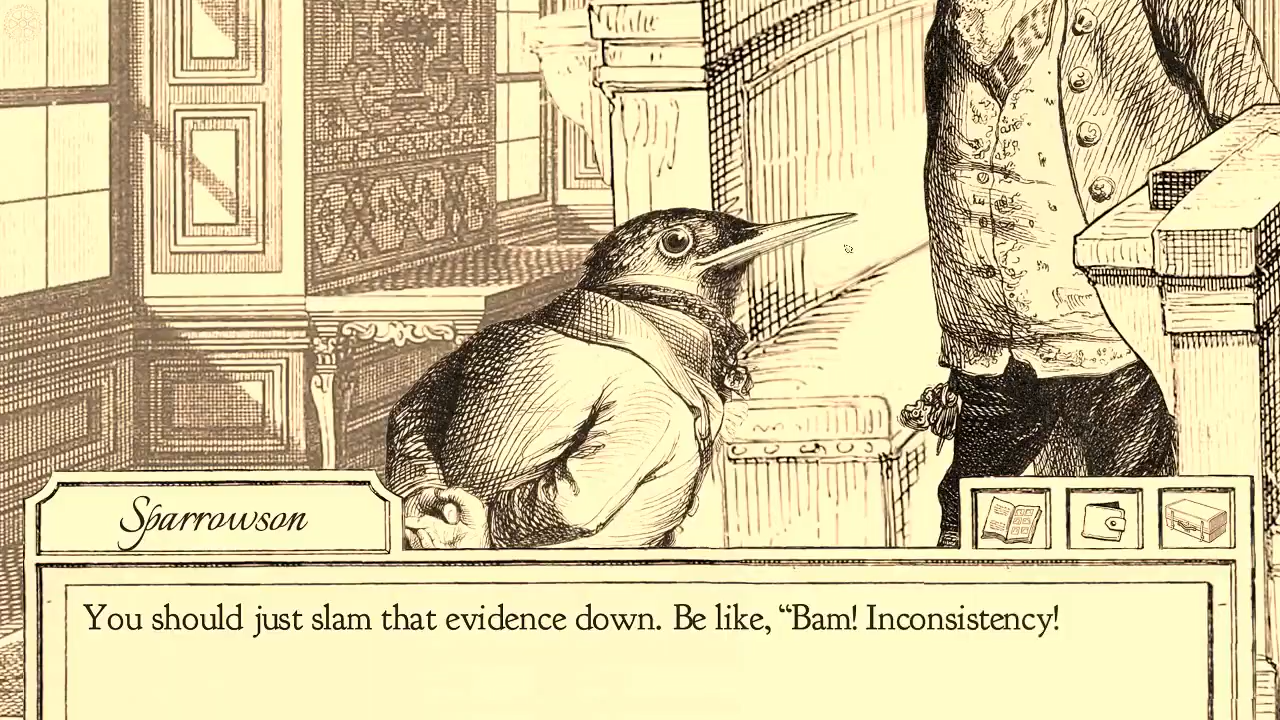 Sparrowson
You should just slam that evidence down. Be like, “Bam! Inconsistency!